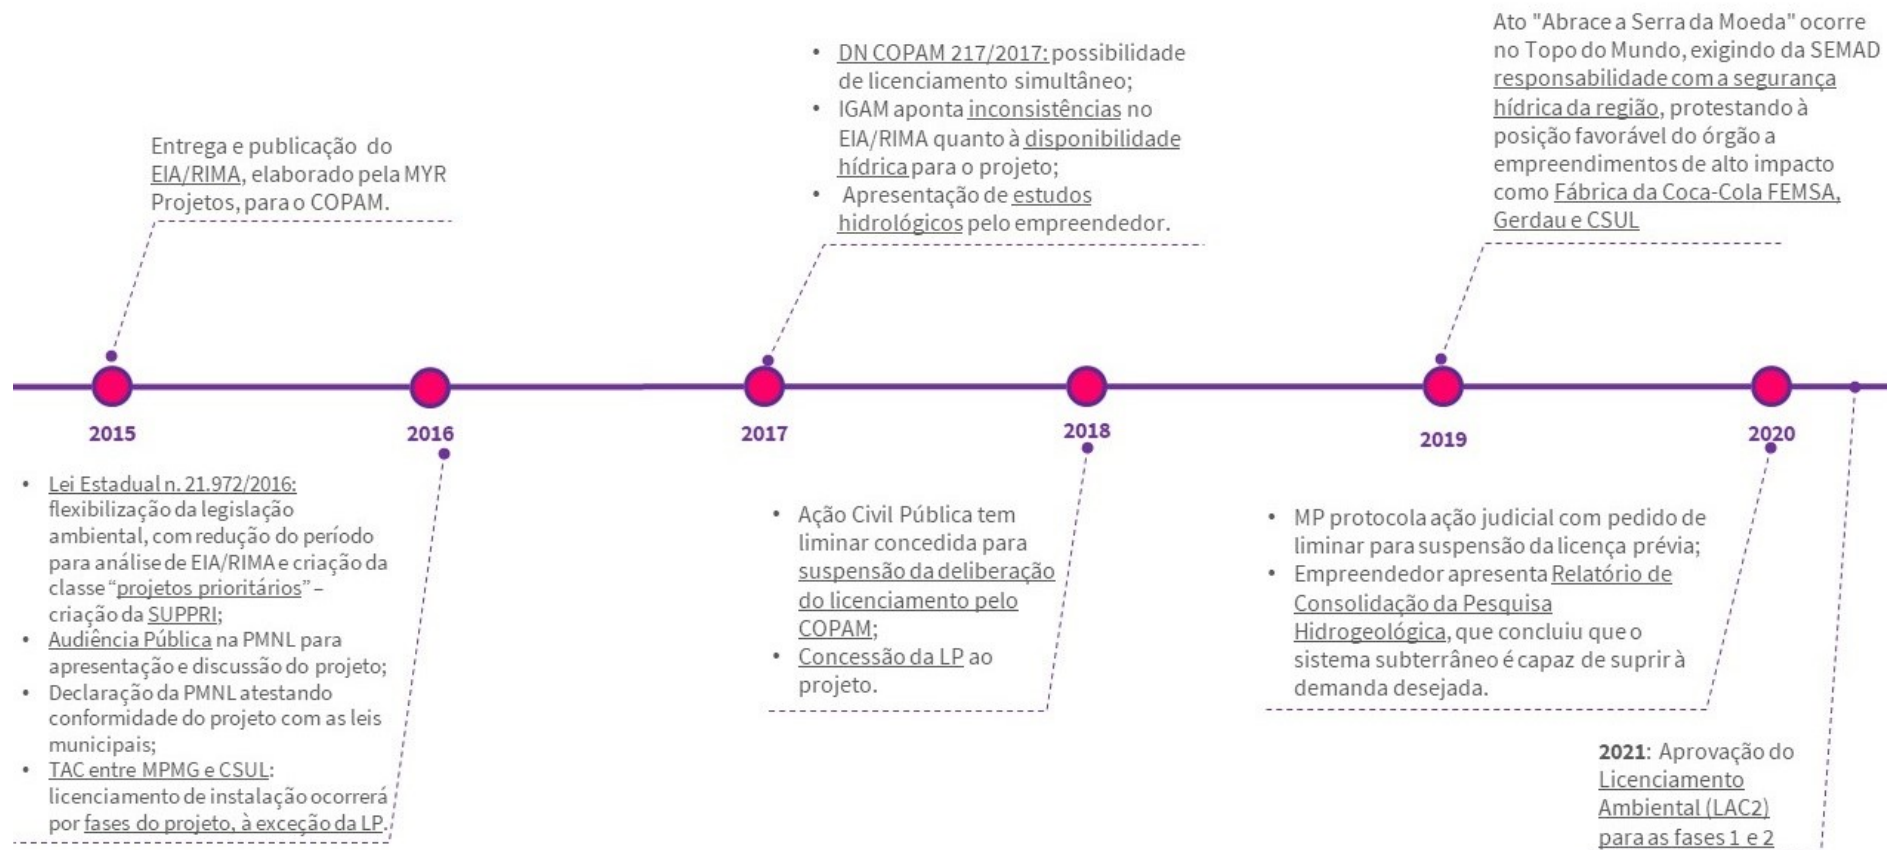 Entrega e publicação do
EIA/RIMA, elaborado pela MYR
Projetos, para o COPAM.
• DN COPAM 217/2017: possibilidade
de licenciamento simultâneo;
• IGAM aponta inconsistências no
EIA/RIMA quanto à disponibilidade
hídrica para o projeto;
• Apresentação de estudos
hidrológicos pelo empreendedor.
Ato "Abrace a Serra da Moeda" ocorre
no Topo do Mundo, exigindo da SEMAD
responsabilidade com a segurança
hídrica da região, protestando à
posição favorável do órgão a
empreendimentos de alto impacto
como Fábrica da Coca-Cola FEMSA,
Gerdau e CSUL
2015
2016
2017
2018
2019
2020
• Lei Estadual n. 21.972/2016:
flexibilização da legislação
ambiental, com redução do período
para análise de EIA/RIMA e criação da
classe “projetos prioritários” –
criação da SUPPRI;
• Audiência Pública na PMNL para
apresentação e discussão do projeto;
• Declaração da PMNL atestando
conformidade do projeto com as leis
municipais;
• TAC entre MPMG e CSUL:
licenciamento de instalação ocorrerá
por fases do projeto, à exceção da LP.
• Ação Civil Pública tem
liminar concedida para
suspensão da deliberação
do licenciamento pelo
COPAM;
• Concessão da LP ao
projeto.
• MP protocola ação judicial com pedido de
liminar para suspensão da licença prévia;
• Empreendedor apresenta Relatório de
Consolidação da Pesquisa
Hidrogeológica, que concluiu que o
sistema subterrâneo é capaz de suprir à
demanda desejada.
2021: Aprovação do
Licenciamento
Ambiental (LAC2)
para as fases 1 e 2